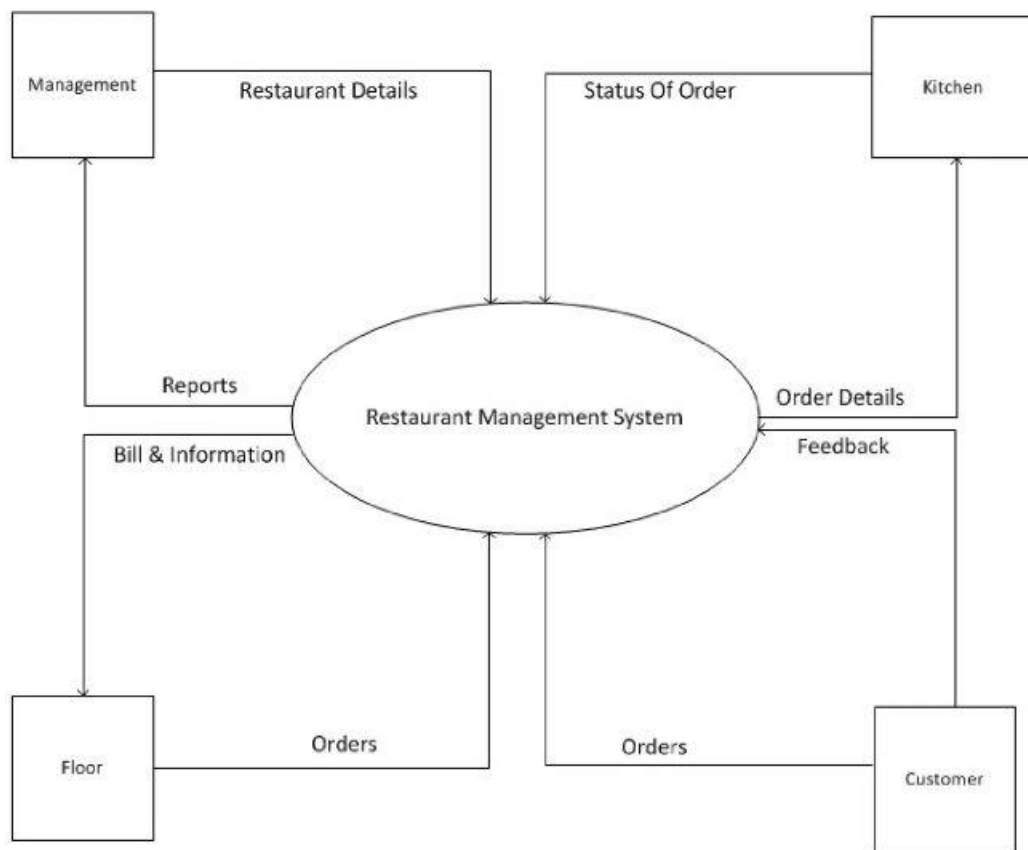 Management
Restaurant Details
Status Of Order
Kitchen
Reports
Restaurant Management System
Order Details
Bill & Information
Feedback
Floor
Orders
Orders
Customer